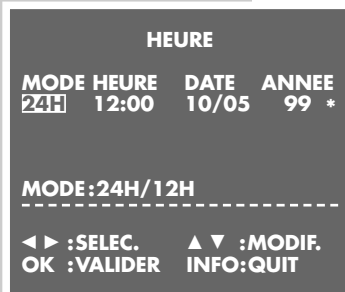 HEURE
MODE HEURE DATE ANNEE
24H 12:00 10/05 99 *
MODE:24H/12H
◄ ► :SELEC. ▲ ▼ :MODIF.
OK :VALIDER INFO:QUIT